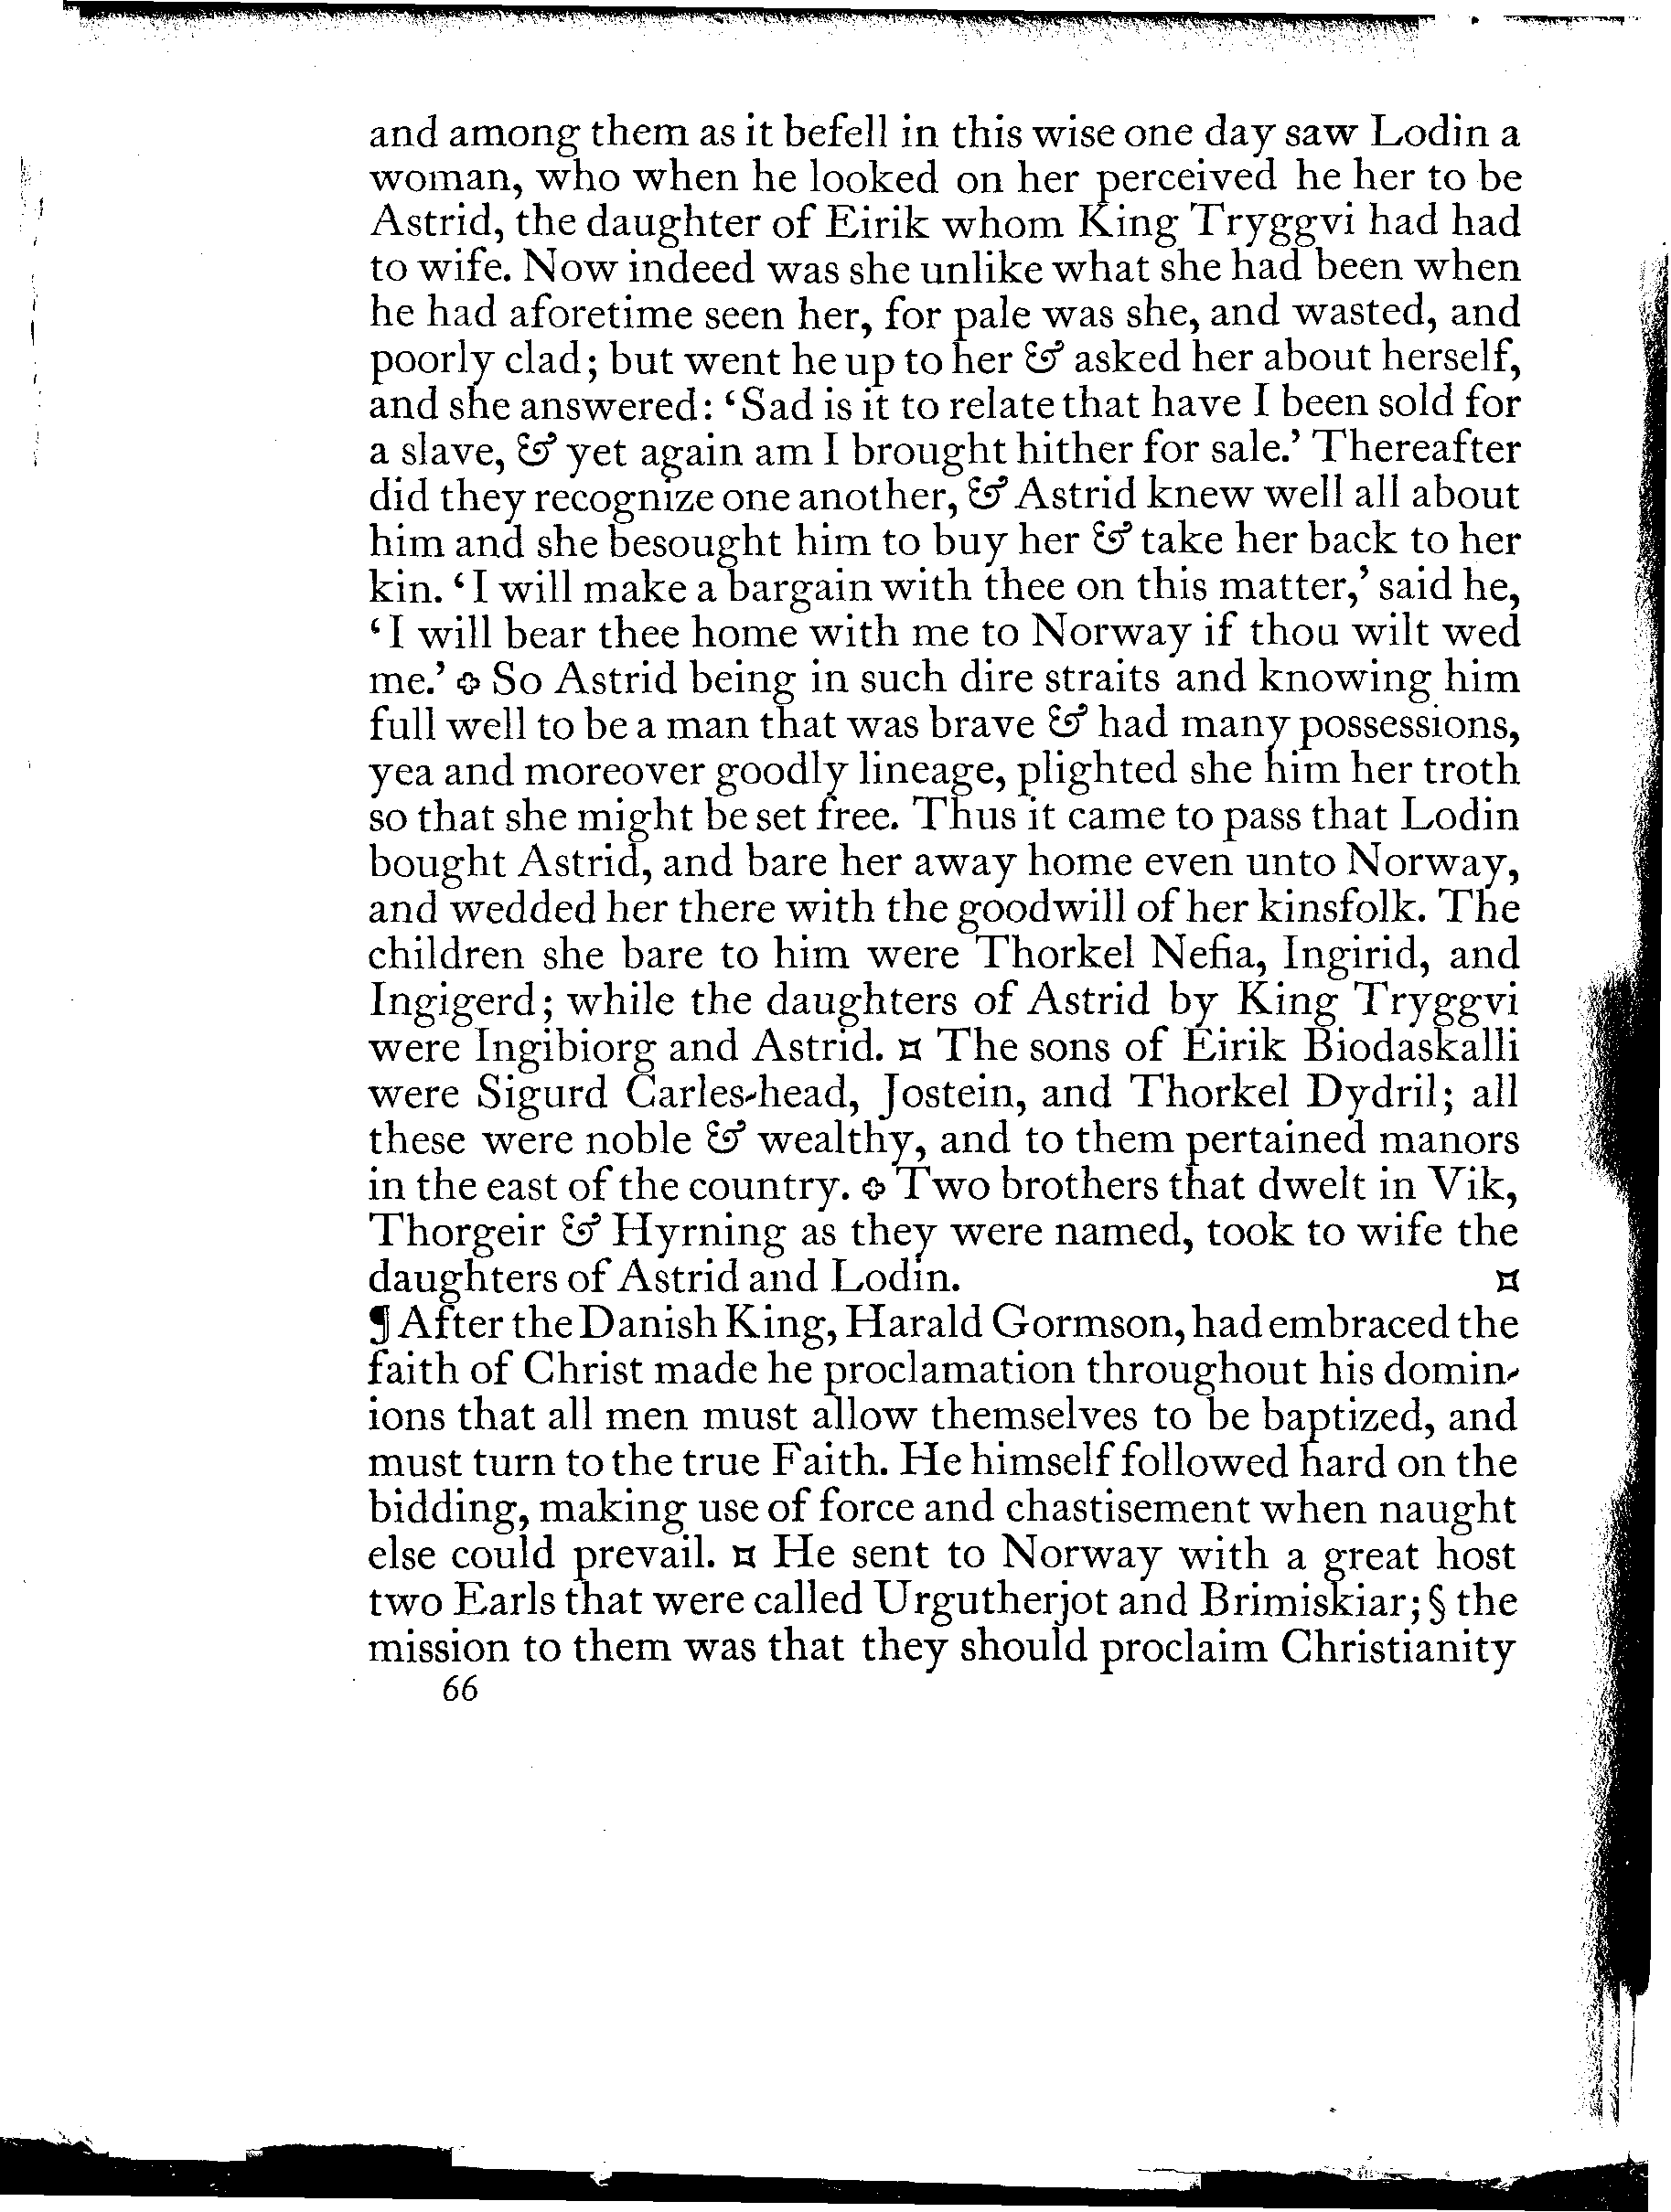 and among them as it befell in this wise one day saw Lodin a
woman, who when he looked on her perceived he her to be
Astrid, the daughter of Eirik whom King Tryggvi had had
to wife. Now indeed was she unlike what she had been when
he had aforetime seen her, for pale was she, and wasted, and
poorly clad; but went he up to her & asked her about herself,
and she answered: ‘Sad is it to relate that have I been sold for
a slave, & yet again am I brought hither for sale.’ Thereafter
did they recognize one another, & Astrid knew well all about
him and she besought him to buy her & take her back to her
kin. ‘I will make a bargain with thee on this matter,’ said he,
‘I will bear thee home with me to Norway if thou wilt wed
me.’ ✣ So Astrid being in such dire straits and knowing him
full well to be a man that was brave & had many possessions,
yea and moreover goodly lineage, plighted she him her troth
so that she might be set free. Thus it came to pass that Lodin
bought Astrid, and bare her away home even unto Norway,
and wedded her there with the goodwill of her kinsfolk. The
children she bare to him were Thorkel Nefia, Ingirid, and
Ingigerd; while the daughters of Astrid by King Tryggvi
were Ingibiorg and Astrid. ¤ The sons of Eirik Biodaskalli
were Sigurd Carles-head, Jostein, and Thorkel Dydril; all
these were noble & wealthy, and to them pertained manors
in the east of the country. ✣ Two brothers that dwelt in Vik,
Thorgeir & Hyrning as they were named, took to wife the
daughters of Astrid and Lodin. ¤
¶ After the Danish King, Harald Gormson, had embraced the
faith of Christ made he proclamation throughout his domin-
ions that all men must allow themselves to be baptized, and
must turn to the true Faith. He himself followed hard on the
bidding, making use of force and chastisement when naught
else could prevail. ¤ He sent to Norway with a great host
two Earls that were called Urgutherjot and Brimiskiar; § the
mission to them was that they should proclaim Christianity
66